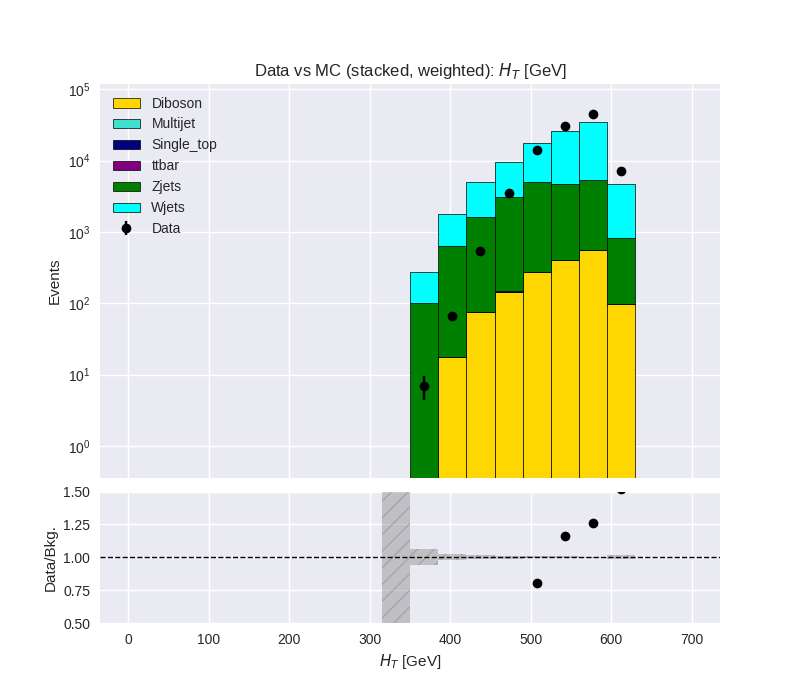 Data vs MC (stacked, weighted): H_T [GeV]
10^5
10^4
10^3
10^2
10^1
10^0
Events
Diboson
Multijet
Single_top
ttbar
Zjets
Wjets
Data
1.50
1.25
1.00
0.75
0.50
Data/Bkg.
0 100 200 300 400 500 600 700
H_T [GeV]